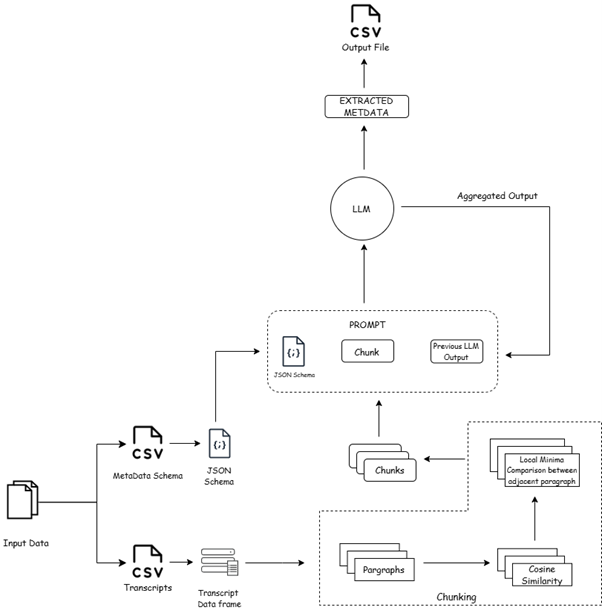 CSV
Output File
EXTRACTED
METDATA
LLM
Aggregated Output
PROMPT
{;}
JSON Schema
Chunk
Previous LLM
Output
CSV
MetaData Schema
{;}
JSON
Schema
Chunks
Local Minima
Comparison between
adjacent paragraph
Input Data
CSV
Transcripts
Transcript
Data frame
Pargraphs
Cosine
Similarity
Chunking